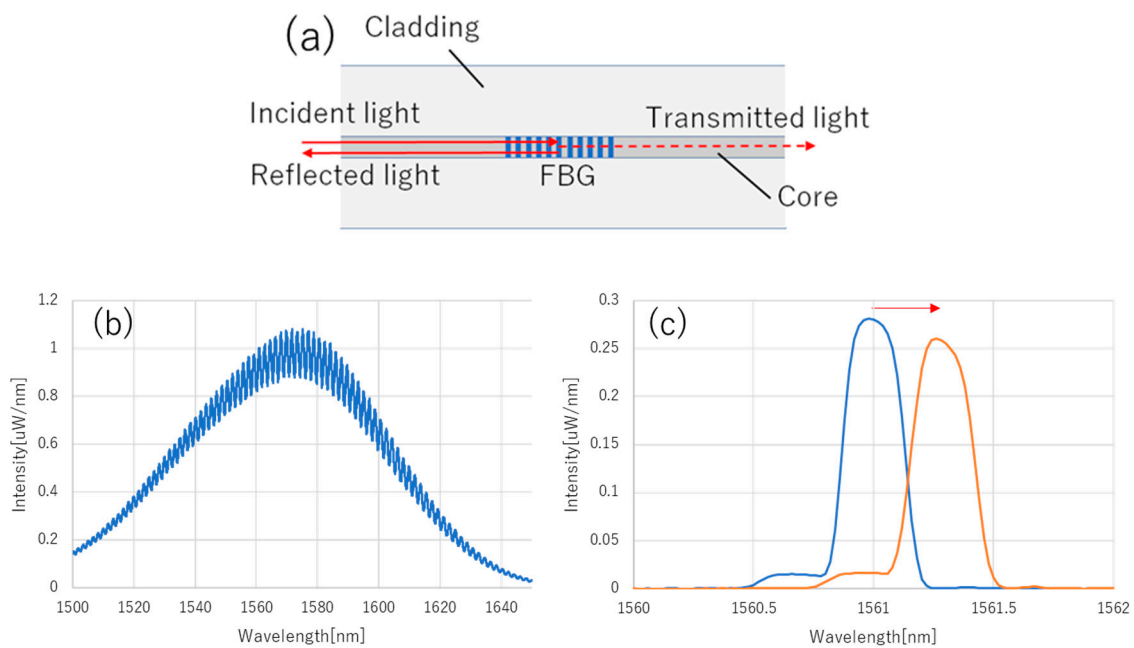 (a)
Cladding
Incident light
Transmitted light
Reflected light
FBG
Core
(b)
1.2
1
0.8
0.6
0.4
0.2
0
Intensity[uW/nm]
1500 1520 1540 1560 1580 1600 1620 1640
Wavelength[nm]
(c)
0.3
0.25
0.2
0.15
0.1
0.05
0
Intensity[uW/nm]
1560 1560.5 1561 1561.5 1562
Wavelength[nm]